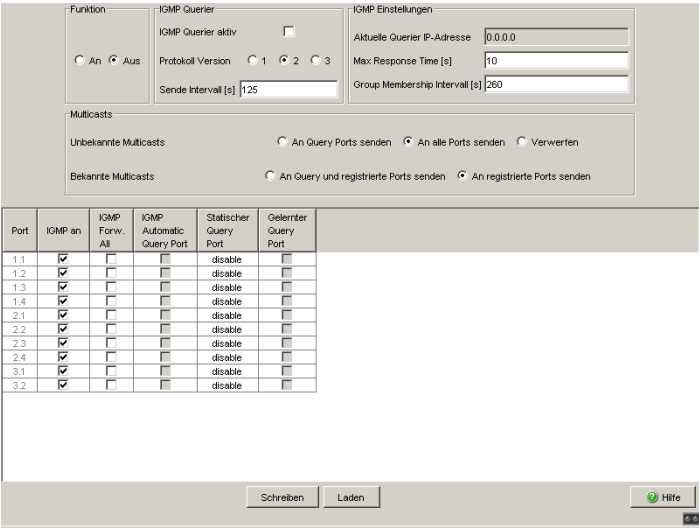 Funktion
An Aus
IGMP Querier
IGMP Querier aktiv
Protokoll Version 1 2 3
Sende Intervall [s] 125
IGMP Einstellungen
Aktuelle Querier IP-Adresse 0.0.0.0
Max Response Time [s] 10
Group Membership Intervall [s] 260
Multicasts
Unbekannte Multicasts An Query Ports senden An alle Ports senden Verwerfen
Bekannte Multicasts An Query und registrierte Ports senden An registrierte Ports senden
Port IGMP an IGMP Forw. All IGMP Automatic Query Port Statischer Query Port Gelernter Query Port
1.1 disable
1.2 disable
1.3 disable
1.4 disable
2.1 disable
2.2 disable
2.3 disable
2.4 disable
3.1 disable
3.2 disable
Schreiben Laden Hilfe